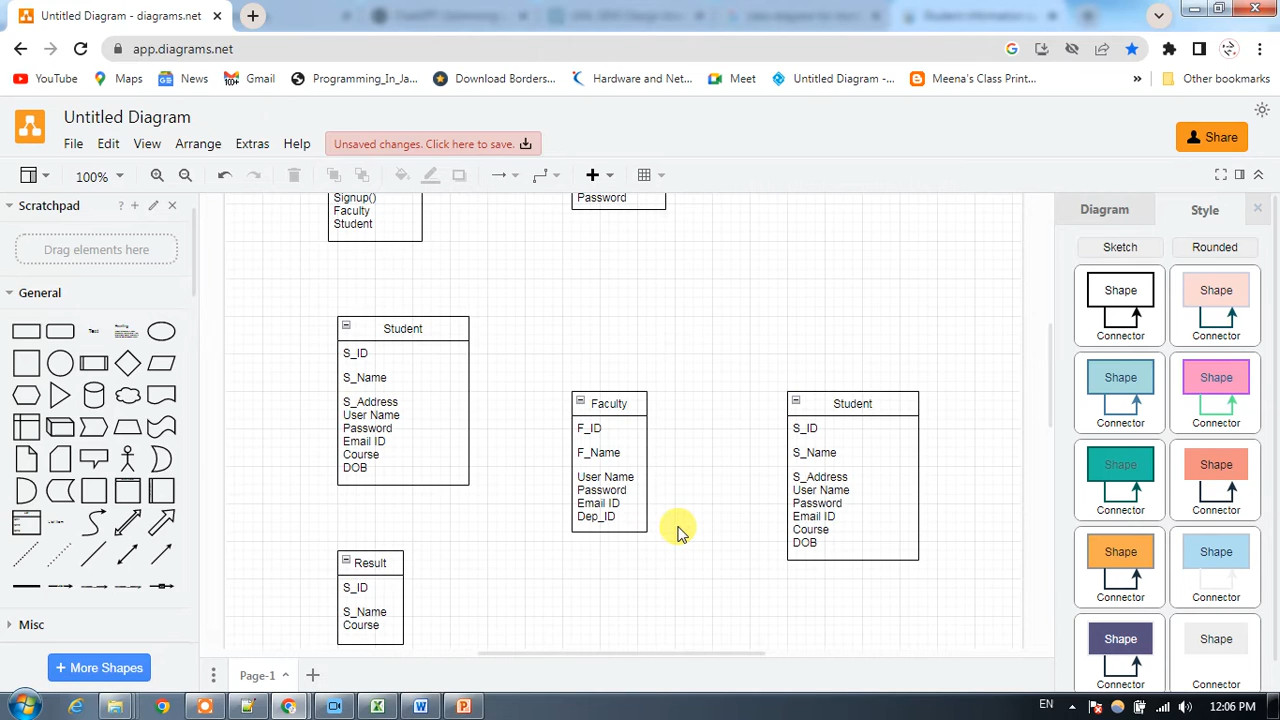 Untitled Diagram - diagrams.net
app.diagrams.net
YouTube
Maps
News
100+
Gmail
Programming_In_Ja...
Download Borders...
Hardware and Net...
Meet
Untitled Diagram -...
Meena's Class Print...
»
Other bookmarks
Untitled Diagram
File Edit View Arrange Extras Help
Unsaved changes. Click here to save.
Share
100%
Scratchpad
?
Drag elements here
General
Text
Heading
Misc
+ More Shapes
Signup()
Faculty
Student
Password
Student
S_ID
S_Name
S_Address
User Name
Password
Email ID
Course
DOB
Faculty
F_ID
F_Name
User Name
Password
Email ID
Dep_ID
Student
S_ID
S_Name
S_Address
User Name
Password
Email ID
Course
DOB
Result
S_ID
S_Name
Course
Diagram
Style
Sketch
Rounded
Shape
Connector
Shape
Connector
Shape
Connector
Shape
Connector
Shape
Connector
Shape
Connector
Shape
Connector
Shape
Connector
Shape
Connector
Shape
Connector
Page-1
EN
12:06 PM